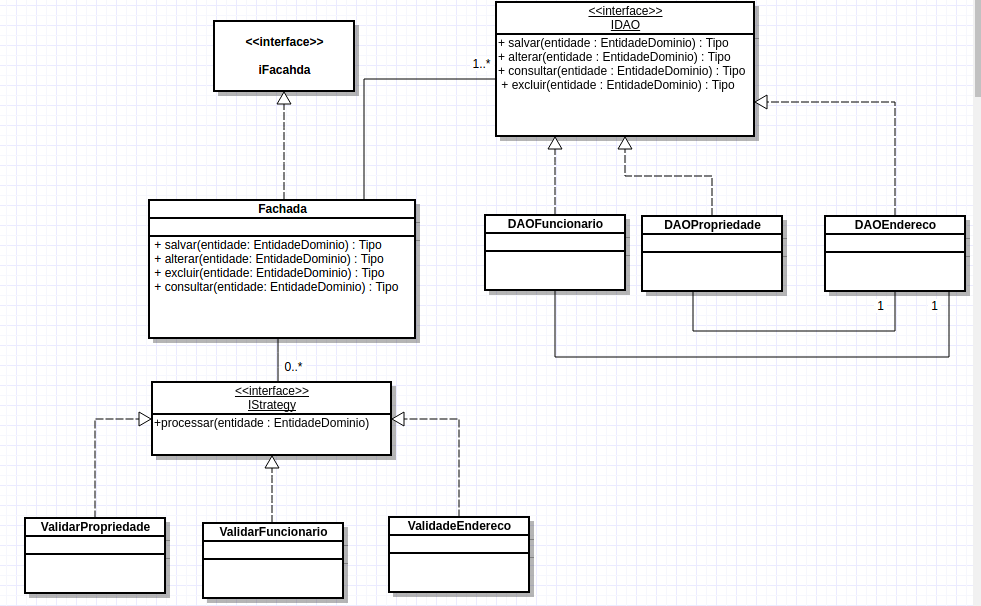 <<interface>>
iFacahda
<<interface>>
IDAO
+ salvar(entidade : EntidadeDominio) : Tipo
+ alterar(entidade : EntidadeDominio) : Tipo
+ consultar(entidade : EntidadeDominio) : Tipo
+ excluir(entidade : EntidadeDominio) : Tipo
1..*
Fachada
+ salvar(entidade: EntidadeDominio) : Tipo
+ alterar(entidade: EntidadeDominio) : Tipo
+ excluir(entidade: EntidadeDominio) : Tipo
+ consultar(entidade: EntidadeDominio) : Tipo
DAOFuncionario
DAOPropriedade
DAOEndereco
1
1
0..*
<<interface>>
IStrategy
+processar(entidade : EntidadeDominio)
ValidarPropriedade
ValidarFuncionario
ValidadeEndereco